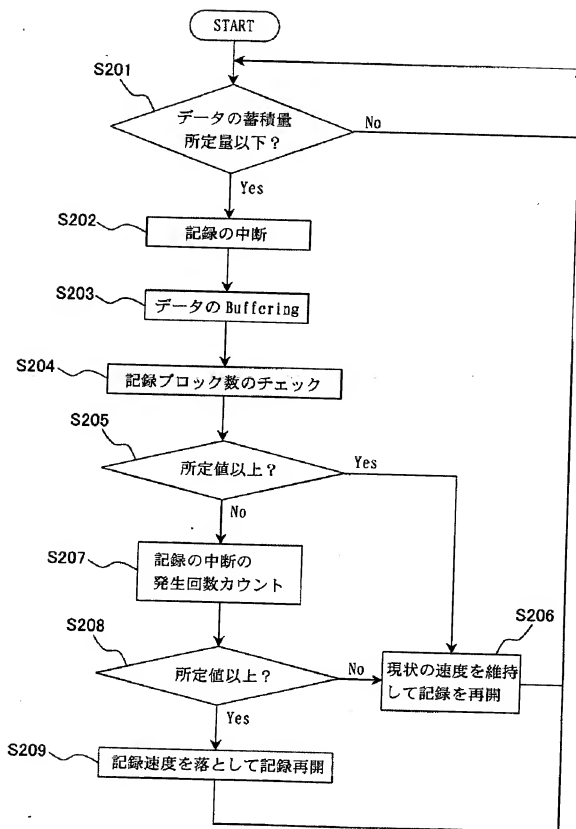 START
S201
データの蓄積量
所定量以下?
No
Yes
S202
記録の中断
S203
データのBuffering
S204
記録ブロック数のチェック
S205
所定値以上?
Yes
No
S207
記録の中断の
発生回数カウント
S208
所定値以上?
No
S206
現状の速度を維持
して記録を再開
Yes
S209
記録速度を落として記録再開